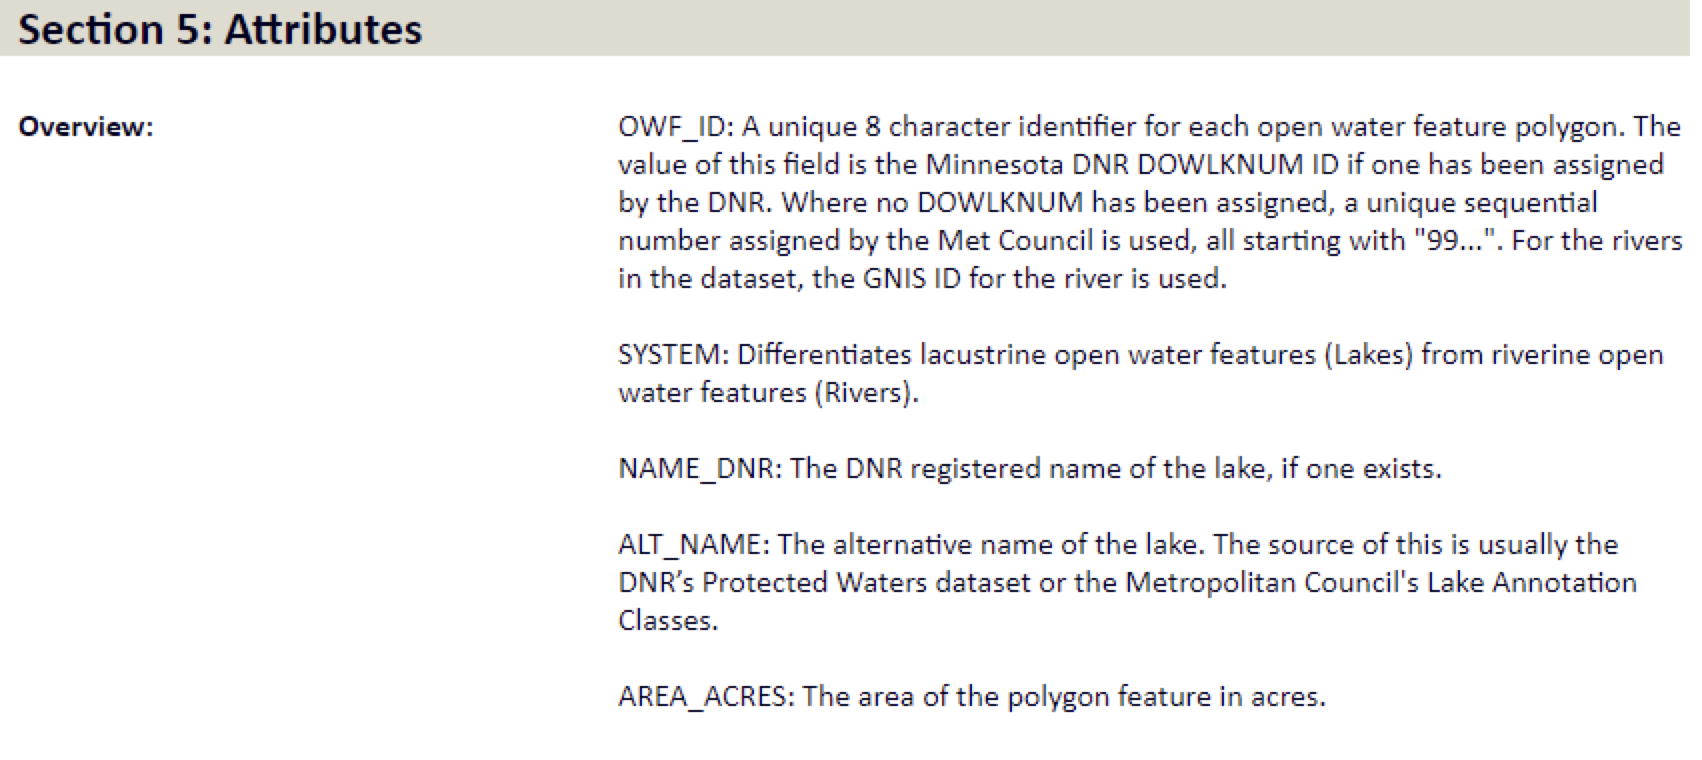 Section 5: Attributes
Overview:
OWF_ID: A unique 8 character identifier for each open water feature polygon. The
value of this field is the Minnesota DNR DOWLKNUM ID if one has been assigned
by the DNR. Where no DOWLKNUM has been assigned, a unique sequential
number assigned by the Met Council is used, all starting with "99...". For the rivers
in the dataset, the GNIS ID for the river is used.
SYSTEM: Differentiates lacustrine open water features (Lakes) from riverine open
water features (Rivers).
NAME_DNR: The DNR registered name of the lake, if one exists.
ALT_NAME: The alternative name of the lake. The source of this is usually the
DNR’s Protected Waters dataset or the Metropolitan Council's Lake Annotation
Classes.
AREA_ACRES: The area of the polygon feature in acres.